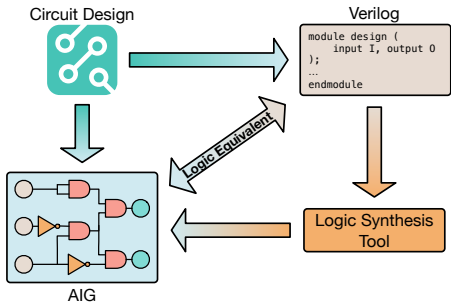 Circuit Design
Verilog
module design (
    input I, output O
);
...
endmodule
Logic Equivalent
Logic Synthesis
Tool
AIG